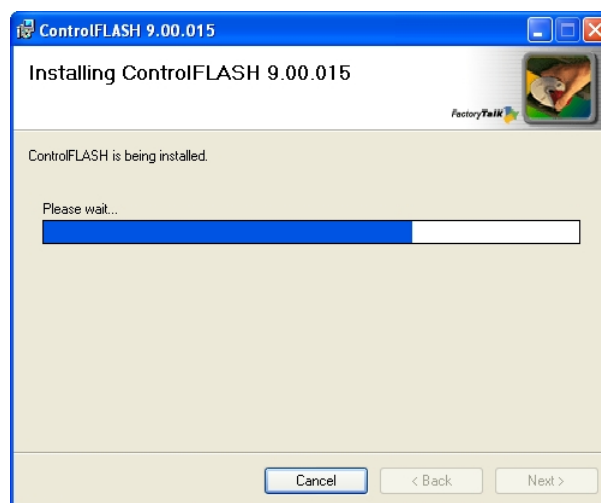 ControlFLASH 9.00.015
Installing ControlFLASH 9.00.015
FactoryTalk
ControlFLASH is being installed.
Please wait...
Cancel
< Back
Next >